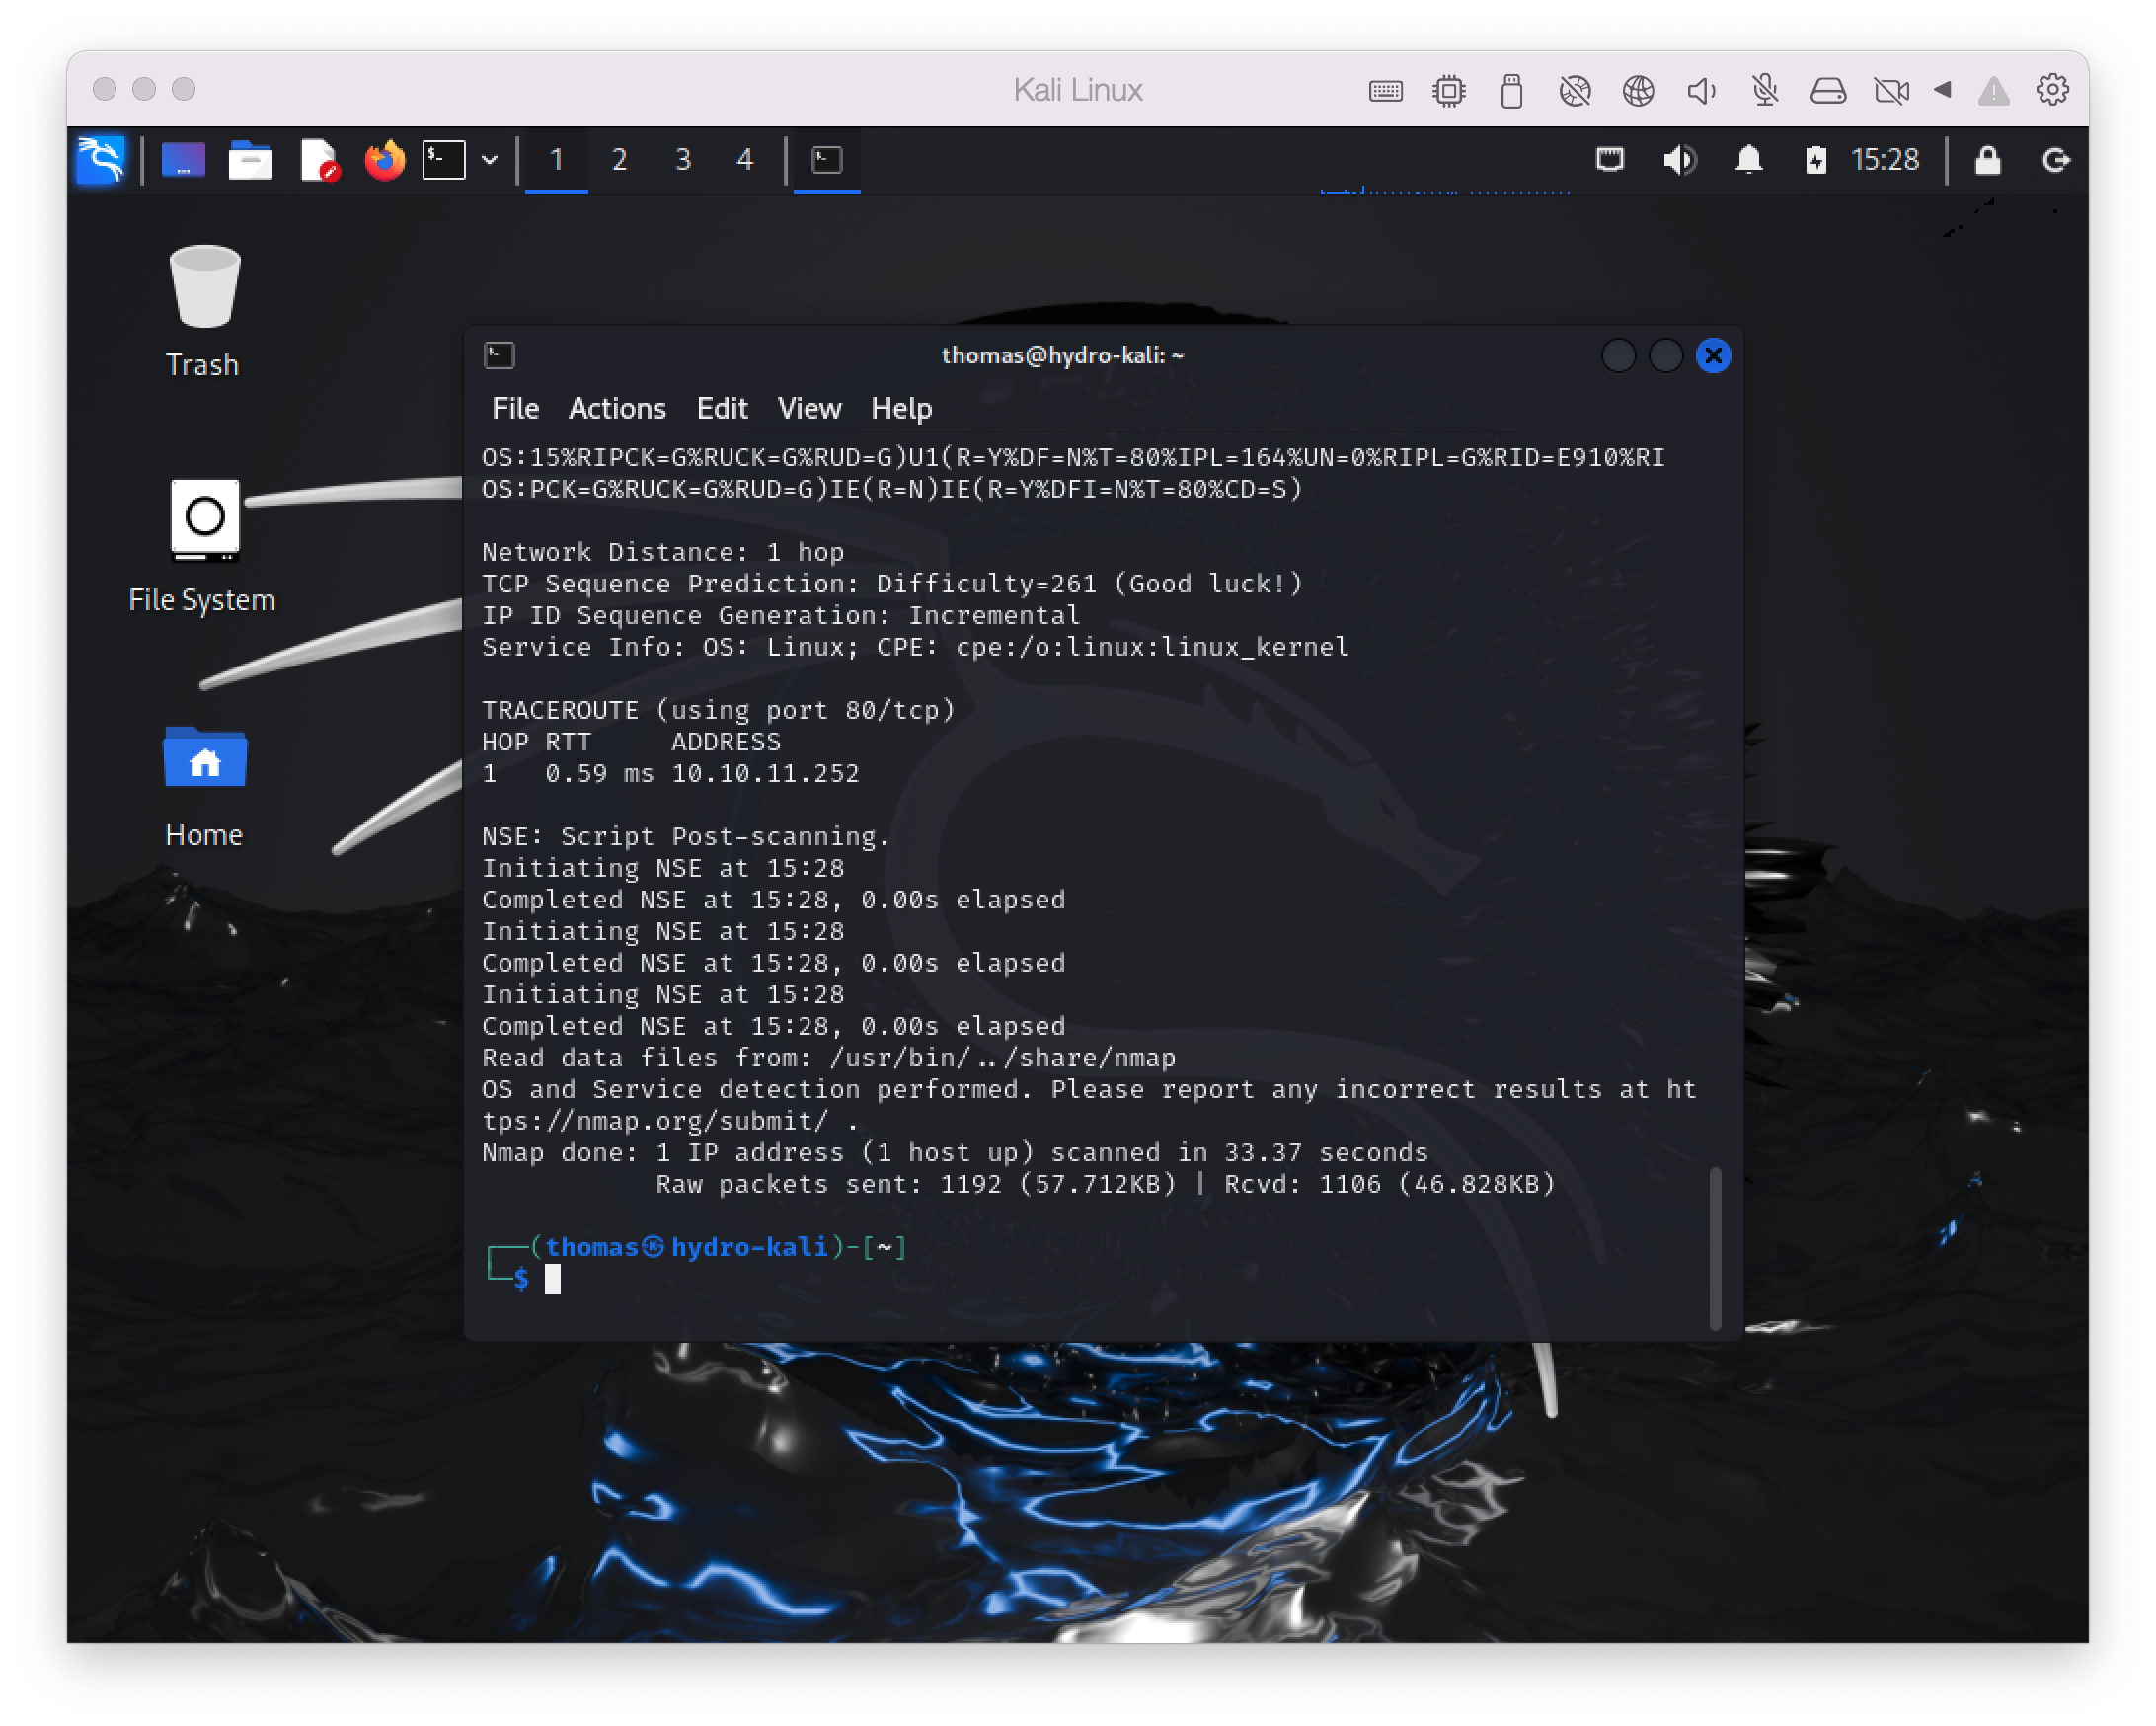 Kali Linux
1 2 3 4
15:28
Trash
File System
Home
thomas@hydro-kali: ~
File Actions Edit View Help
OS:15%RIPCK=G%RUCK=G%RUD=G)U1(R=Y%DF=N%T=80%IPL=164%UN=0%RIPL=G%RID=E910%RI
OS:PCK=G%RUCK=G%RUD=G)IE(R=N)IE(R=Y%DFI=N%T=80%CD=S)
Network Distance: 1 hop
TCP Sequence Prediction: Difficulty=261 (Good luck!)
IP ID Sequence Generation: Incremental
Service Info: OS: Linux; CPE: cpe:/o:linux:linux_kernel
TRACEROUTE (using port 80/tcp)
HOP RTT ADDRESS
1 0.59 ms 10.10.11.252
NSE: Script Post-scanning.
Initiating NSE at 15:28
Completed NSE at 15:28, 0.00s elapsed
Initiating NSE at 15:28
Completed NSE at 15:28, 0.00s elapsed
Initiating NSE at 15:28
Completed NSE at 15:28, 0.00s elapsed
Read data files from: /usr/bin/../share/nmap
OS and Service detection performed. Please report any incorrect results at ht
tps://nmap.org/submit/ .
Nmap done: 1 IP address (1 host up) scanned in 33.37 seconds
Raw packets sent: 1192 (57.712KB) | Rcvd: 1106 (46.828KB)
┌──(thomas㉿hydro-kali)-[~]
└─$